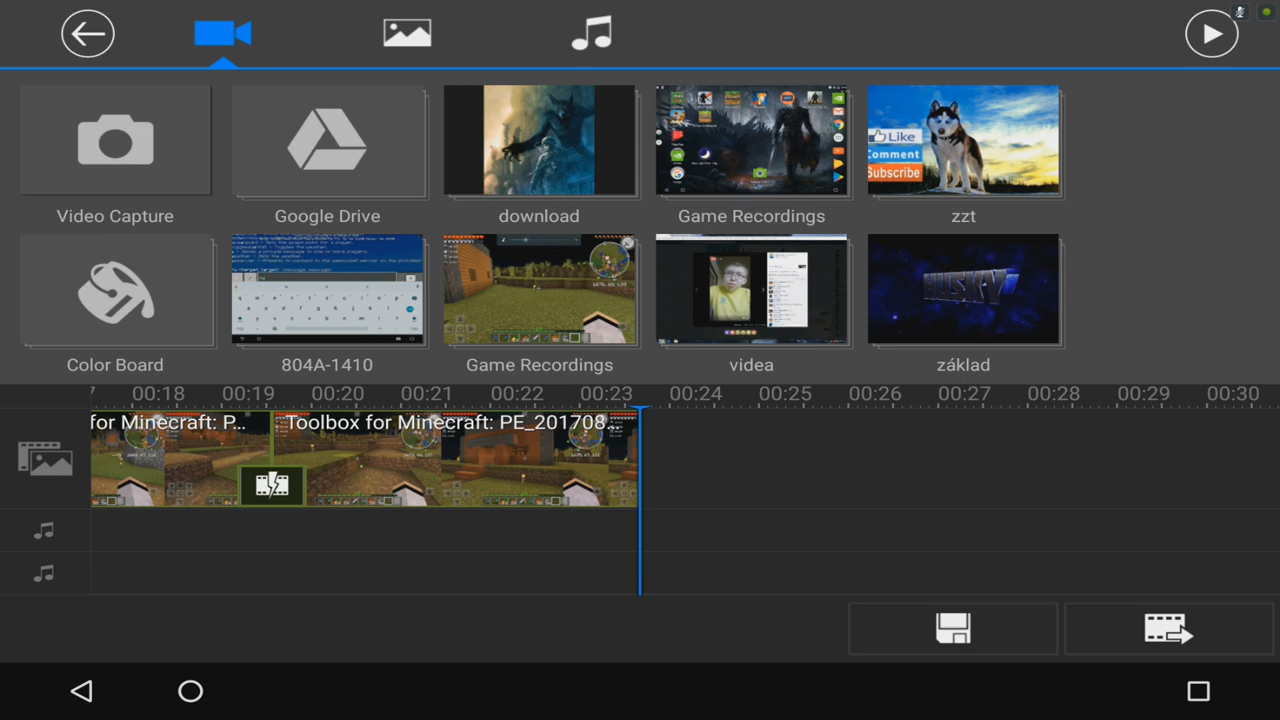 Like
Comment
Subscribe
Video Capture
Google Drive
download
Game Recordings
zzt
HUSKY
Color Board
804A-1410
Game Recordings
videa
základ
7 00:18 00:19 00:20 00:21 00:22 00:23 00:24 00:25 00:26 00:27 00:28 00:29 00:30
for Minecraft: P... Toolbox for Minecraft: PE_201708...